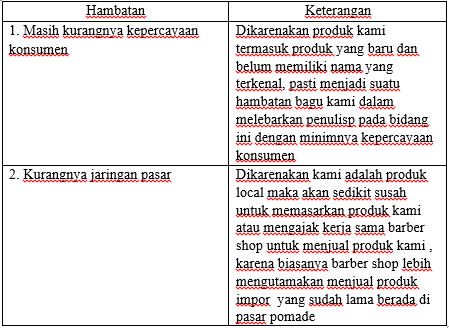 Hambatan
Keterangan
1. Masih kurangnya kepercayaan
konsumen
Dikarenakan produk kami
termasuk produk yang baru dan
belum memiliki nama yang
terkenal, pasti menjadi suatu
hambatan bagu kami dalam
melebarkan penulisp pada bidang
ini dengan minimnya kepercayaan
konsumen
2. Kurangnya jaringan pasar
Dikarenakan kami adalah produk
local maka akan sedikit susah
untuk memasarkan produk kami
atau mengajak kerja sama barber
shop untuk menjual produk kami ,
karena biasanya barber shop lebih
mengutamakan menjual produk
impor yang sudah lama berada di
pasar pomade